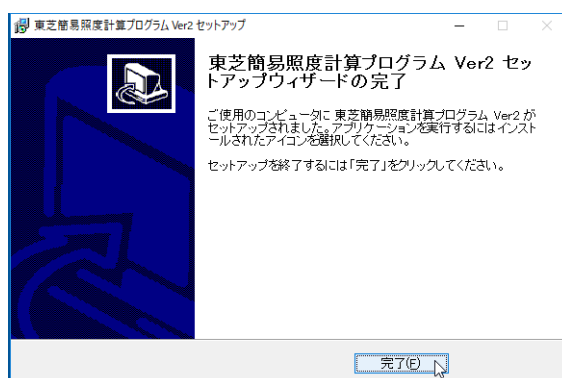 東芝簡易照度計算プログラム Ver2 セットアップ
東芝簡易照度計算プログラム Ver2 セッ
トアップウィザードの完了
ご使用のコンピュータに 東芝簡易照度計算プログラム Ver2 が
セットアップされました。アプリケーションを実行するにはインスト
ールされたアイコンを選択してください。
セットアップを終了するには「完了」をクリックしてください。
完了(F)